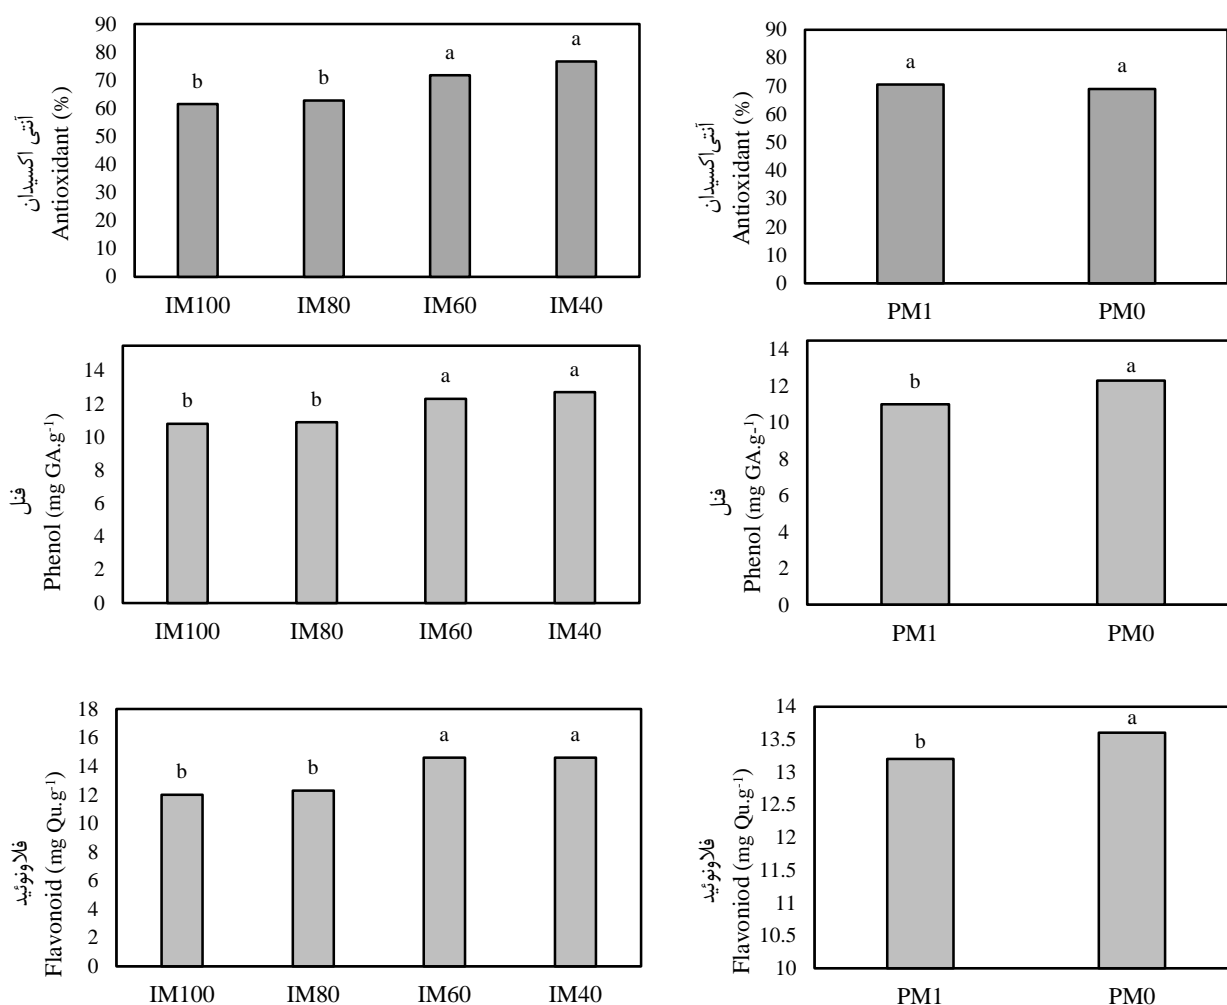 آنتی اکسیدان
Antioxidant (%)
90
80
70
60
50
40
30
20
10
0
b
b
a
a
IM100
IM80
IM60
IM40
آنتی‌اکسیدان
Antioxidant (%)
90
80
70
60
50
40
30
20
10
0
a
a
PM1
PM0
فنل
Phenol (mg GA.g⁻¹)
14
12
10
8
6
4
2
0
b
b
a
a
IM100
IM80
IM60
IM40
فنل
Phenol (mg GA.g-¹)
14
12
10
8
6
4
2
0
b
a
PM1
PM0
فلاونوئید
Flavonoid (mg Qu.g⁻¹)
18
16
14
12
10
8
6
4
2
0
b
b
a
a
IM100
IM80
IM60
IM40
فلاونوئید
Flavoniod (mg Qu.g⁻¹)
14
13.5
13
12.5
12
11.5
11
10.5
10
b
a
PM1
PM0